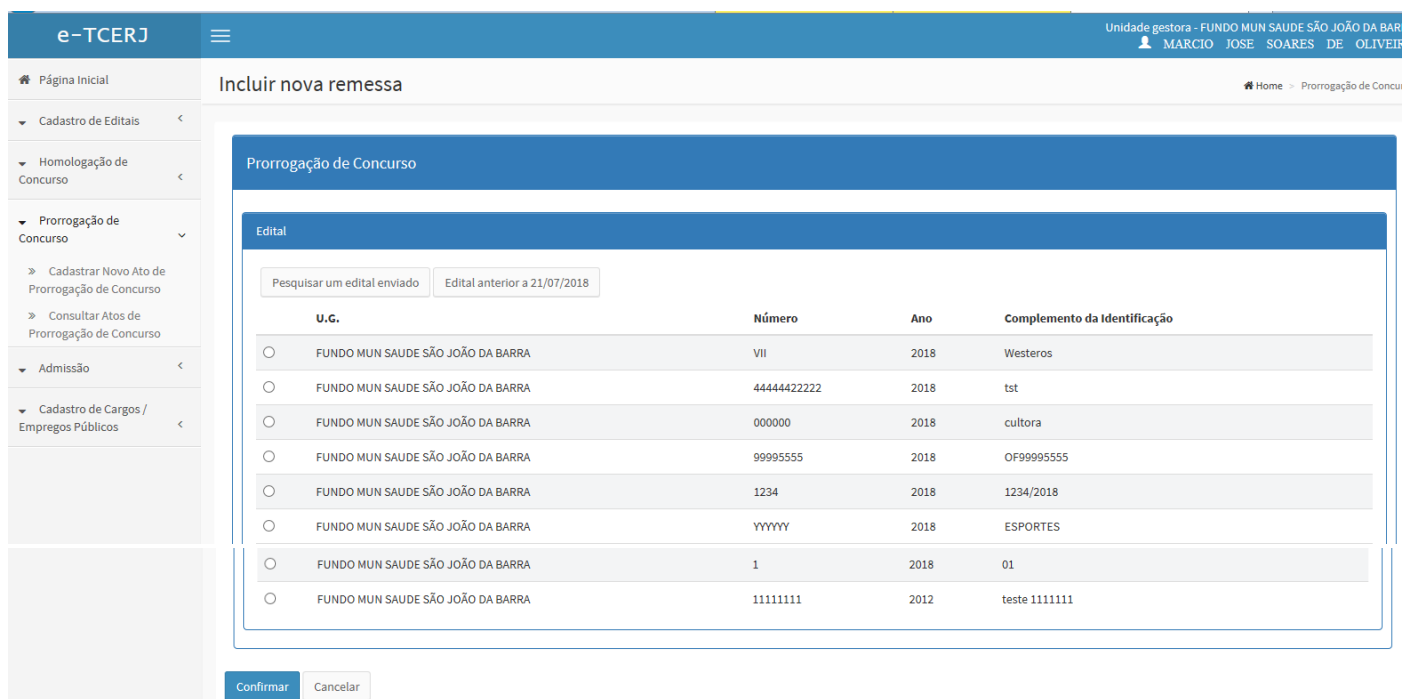 e-TCERJ
Unidade gestora - FUNDO MUN SAUDE SÃO JOÃO DA
MARCIO JOSE SOARES DE
Página Inicial
Incluir nova remessa
Home > Prorrogação de
Cadastro de Editais
Homologação de
Concurso
Prorrogação de
Concurso
Cadastrar Novo Ato de
Prorrogação de Concurso
Consultar Atos de
Prorrogação de Concurso
Admissão
Cadastro de Cargos /
Empregos Públicos
Prorrogação de Concurso
Edital
Pesquisar um edital enviado Edital anterior a 21/07/2018
U.G. Número Ano Complemento da Identificação
FUNDO MUN SAUDE SÃO JOÃO DA BARRA VII 2018 Westeros
FUNDO MUN SAUDE SÃO JOÃO DA BARRA 44444422222 2018 tst
FUNDO MUN SAUDE SÃO JOÃO DA BARRA 000000 2018 cultora
FUNDO MUN SAUDE SÃO JOÃO DA BARRA 99995555 2018 OF99995555
FUNDO MUN SAUDE SÃO JOÃO DA BARRA 1234 2018 1234/2018
FUNDO MUN SAUDE SÃO JOÃO DA BARRA YYYYYY 2018 ESPORTES
FUNDO MUN SAUDE SÃO JOÃO DA BARRA 1 2018 01
FUNDO MUN SAUDE SÃO JOÃO DA BARRA 11111111 2012 teste 1111111
Confirmar Cancelar